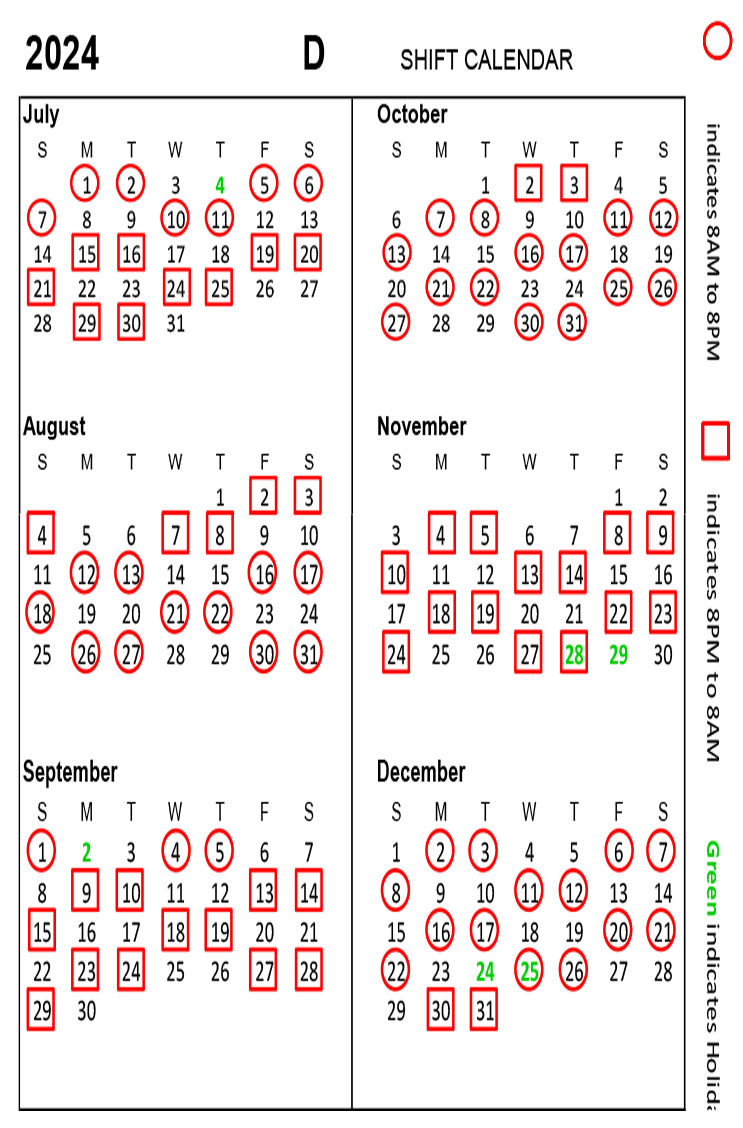 2024 D SHIFT CALENDAR
July
S M T W T F S
1 2 3 4 5 6
7 8 9 10 11 12 13
14 15 16 17 18 19 20
21 22 23 24 25 26 27
28 29 30 31
August
S M T W T F S
1 2 3
4 5 6 7 8 9 10
11 12 13 14 15 16 17
18 19 20 21 22 23 24
25 26 27 28 29 30 31
September
S M T W T F S
1 2 3 4 5 6 7
8 9 10 11 12 13 14
15 16 17 18 19 20 21
22 23 24 25 26 27 28
29 30
October
S M T W T F S
1 2 3 4 5
6 7 8 9 10 11 12
13 14 15 16 17 18 19
20 21 22 23 24 25 26
27 28 29 30 31
November
S M T W T F S
1 2
3 4 5 6 7 8 9
10 11 12 13 14 15 16
17 18 19 20 21 22 23
24 25 26 27 28 29 30
December
S M T W T F S
1 2 3 4 5 6 7
8 9 10 11 12 13 14
15 16 17 18 19 20 21
22 23 24 25 26 27 28
29 30 31
indicates 8AM to 8PM
indicates 8PM to 8AM
Green indicates